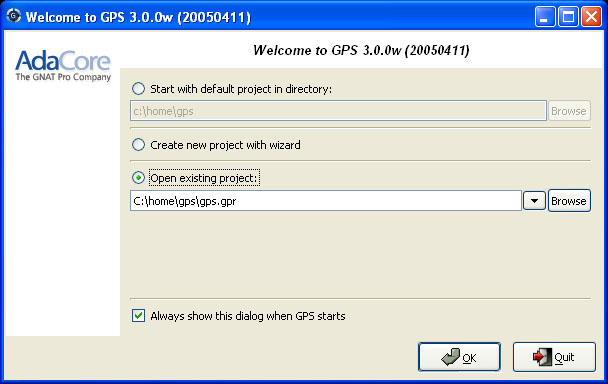 Welcome to GPS 3.0.0w (20050411)
AdaCore
The GNAT Pro Company
Welcome to GPS 3.0.0w (20050411)
Start with default project in directory:
c:\home\gps Browse
Create new project with wizard
Open existing project:
C:\home\gps\gps.gpr Browse
Always show this dialog when GPS starts
OK Quit